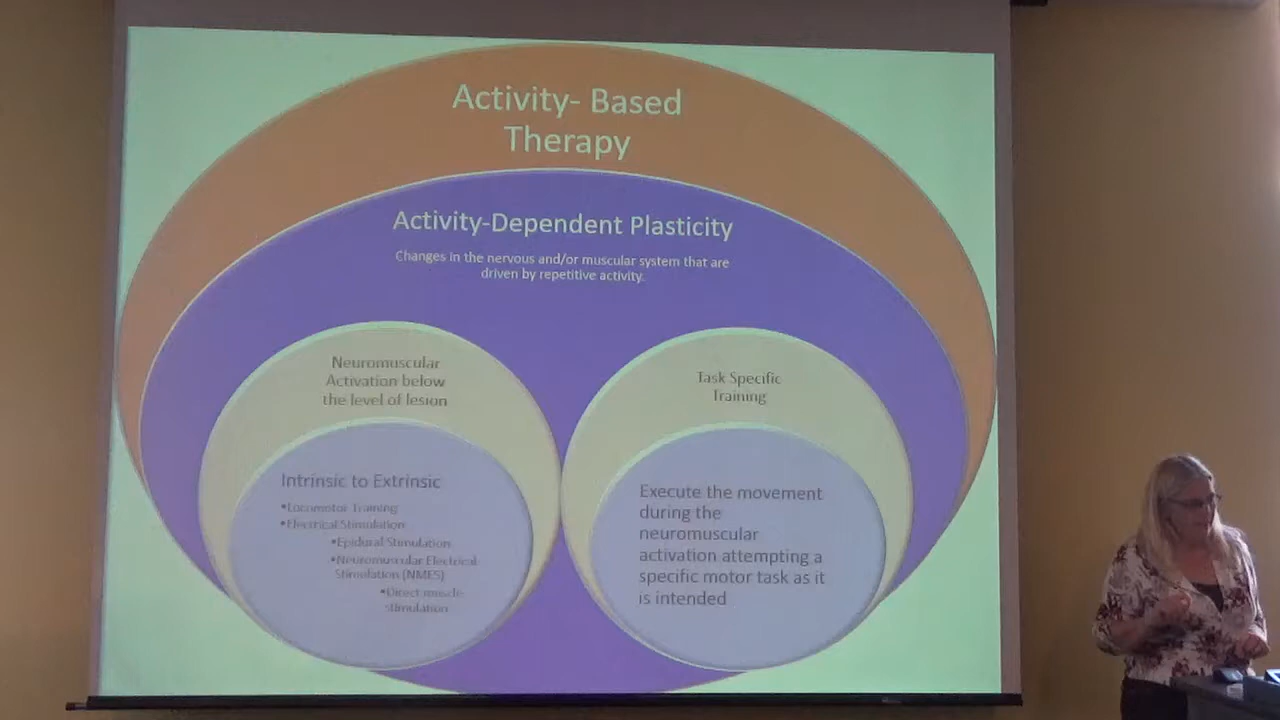 Activity- Based
Therapy
Activity-Dependent Plasticity
Changes in the nervous and/or muscular system that are
driven by repetitive activity.
Neuromuscular
Activation below
the level of lesion
Intrinsic to Extrinsic
•Locomotor Training
•Electrical Stimulation
•Epidural Stimulation
•Neuromuscular Electrical
Stimulation (NMES)
•Direct muscle
stimulation
Task Specific
Training
Execute the movement
during the
neuromuscular
activation attempting a
specific motor task as it
is intended